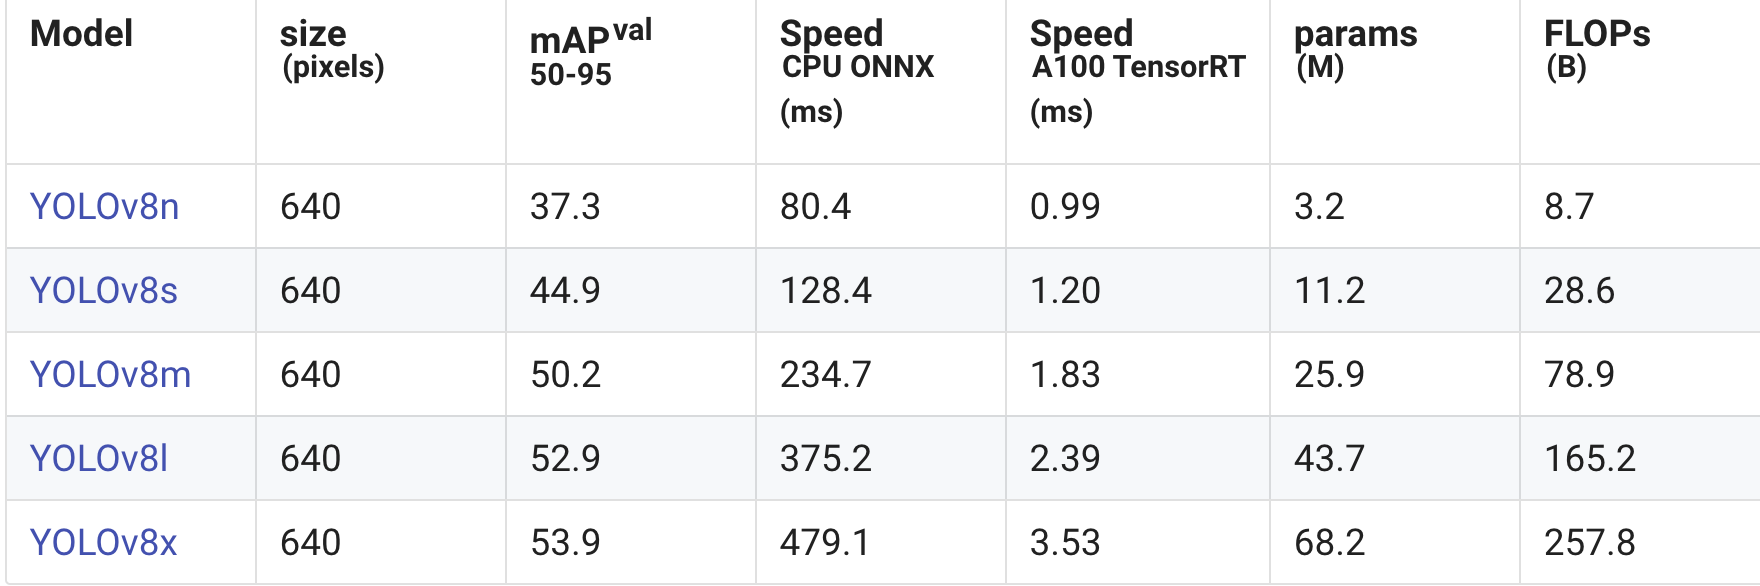 Model size (pixels) mAP val 50-95 Speed CPU ONNX (ms) Speed A100 TensorRT (ms) params (M) FLOPs (B)
YOLOv8n 640 37.3 80.4 0.99 3.2 8.7
YOLOv8s 640 44.9 128.4 1.20 11.2 28.6
YOLOv8m 640 50.2 234.7 1.83 25.9 78.9
YOLOv8l 640 52.9 375.2 2.39 43.7 165.2
YOLOv8x 640 53.9 479.1 3.53 68.2 257.8